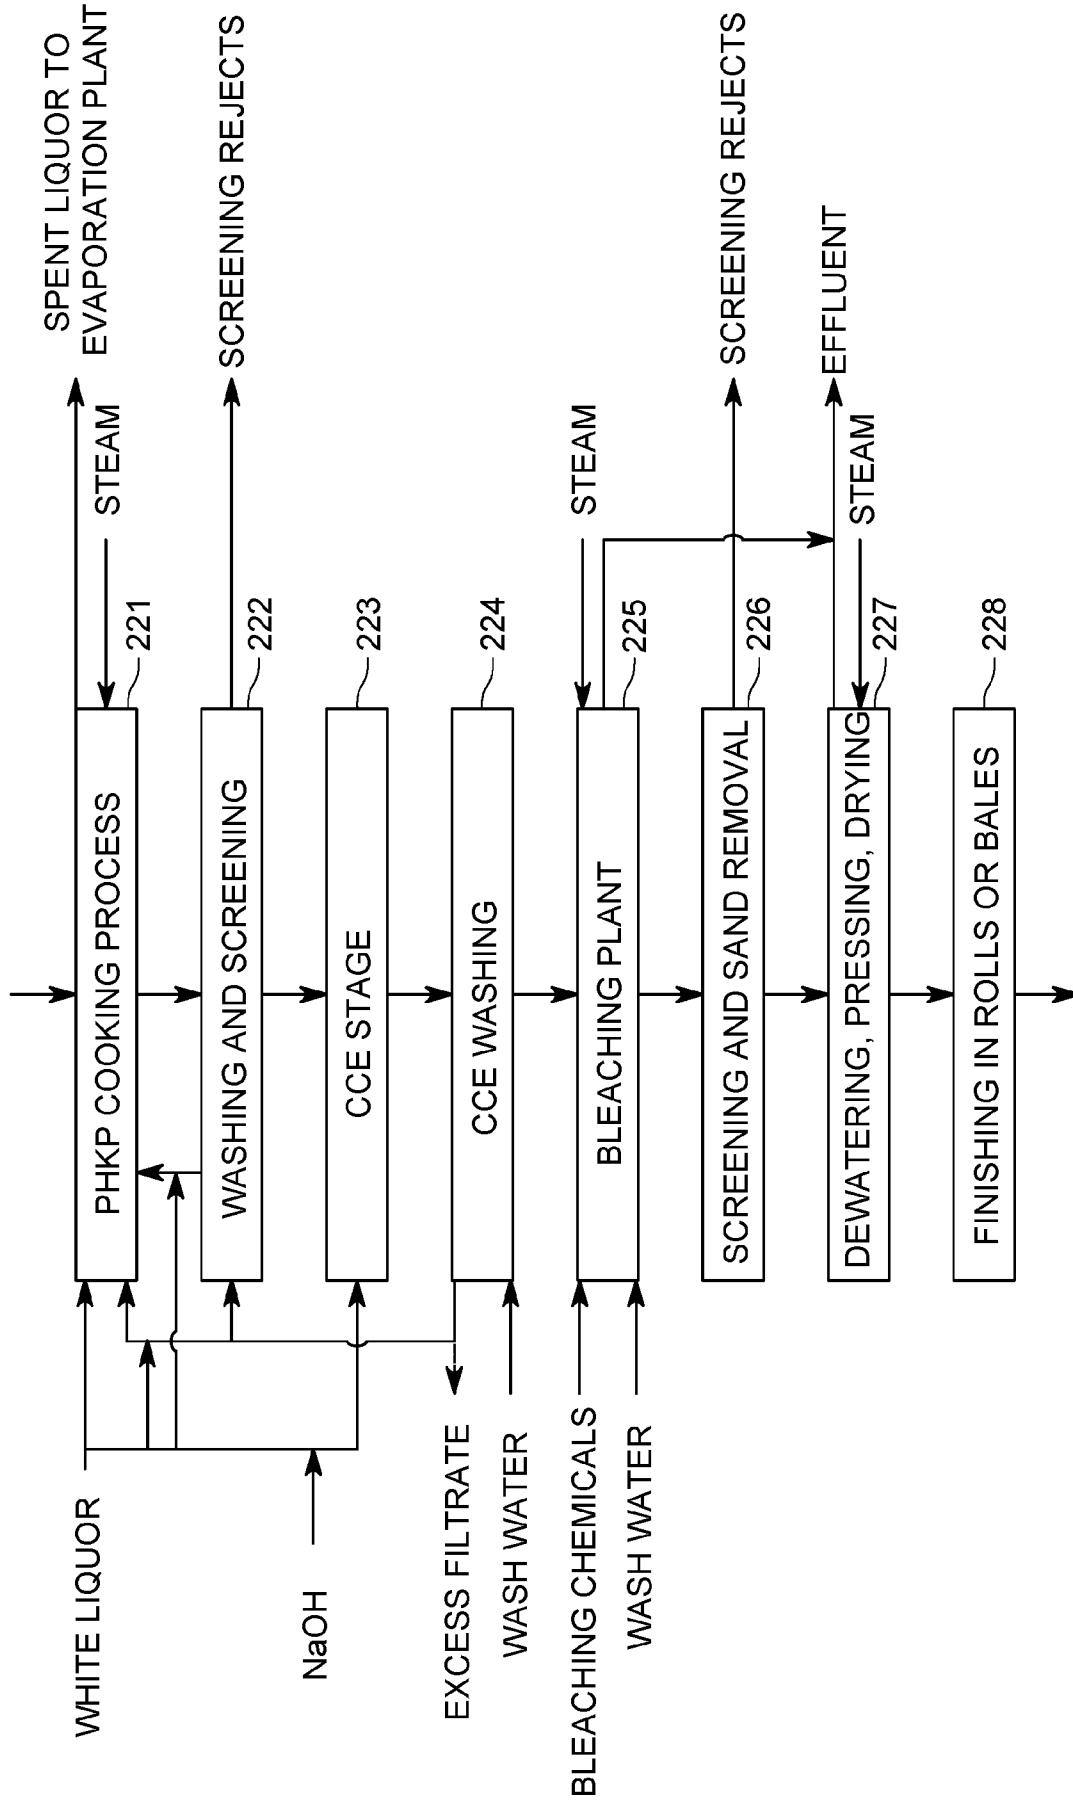 SPENT LIQUOR TO
EVAPORATION PLANT
STEAM
WHITE LIQUOR
PHKP COOKING PROCESS
221
SCREENING REJECTS
WASHING AND SCREENING
222
NaOH
CCE STAGE
223
EXCESS FILTRATE
WASH WATER
CCE WASHING
224
STEAM
BLEACHING CHEMICALS
WASH WATER
BLEACHING PLANT
225
SCREENING REJECTS
SCREENING AND SAND REMOVAL
226
EFFLUENT
STEAM
DEWATERING, PRESSING, DRYING
227
FINISHING IN ROLLS OR BALES
228